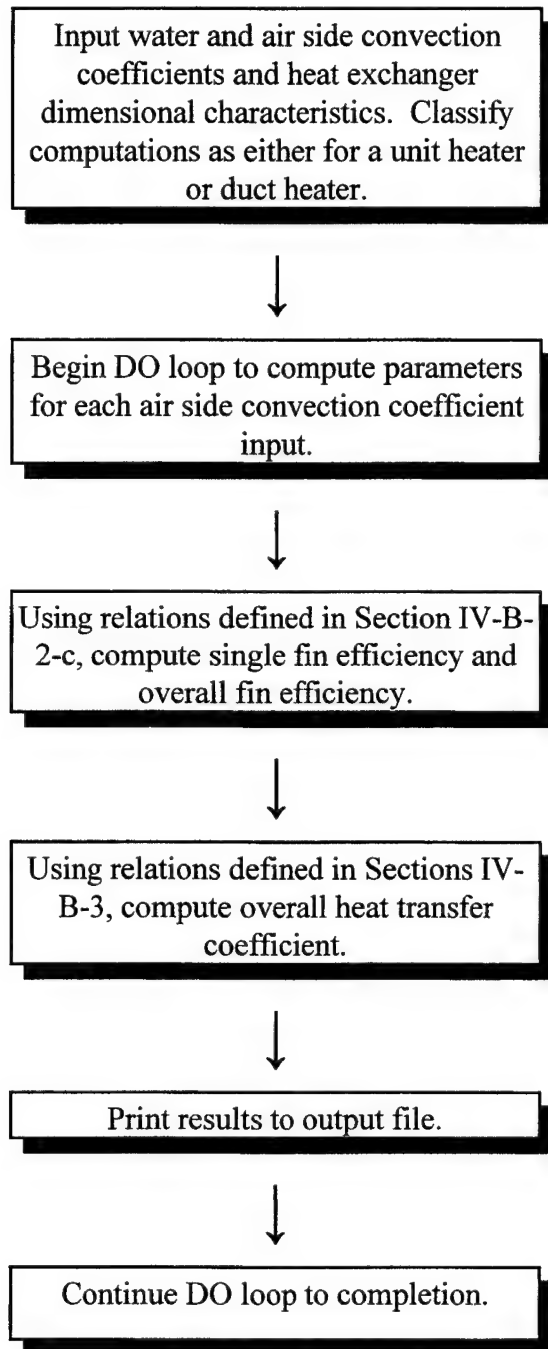 Input water and air side convection
coefficients and heat exchanger
dimensional characteristics. Classify
computations as either for a unit heater
or duct heater.
↓
Begin DO loop to compute parameters
for each air side convection coefficient
input.
↓
Using relations defined in Section IV-B-
2-c, compute single fin efficiency and
overall fin efficiency.
↓
Using relations defined in Sections IV-
B-3, compute overall heat transfer
coefficient.
↓
Print results to output file.
↓
Continue DO loop to completion.